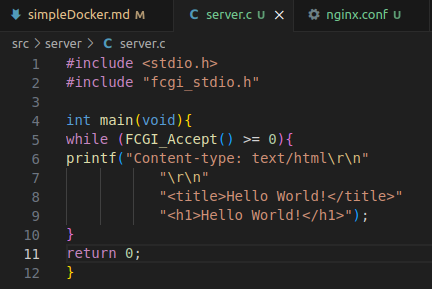 simpleDocker.md M
C server.c U ×
nginx.conf U
src > server > C server.c
1 #include <stdio.h>
2 #include "fcgi_stdio.h"
3
4 int main(void){
5 while (FCGI_Accept() >= 0){
6 printf("Content-type: text/html\r\n"
7 "\r\n"
8 "<title>Hello World!</title>"
9 "<h1>Hello World!</h1>");
10 }
11 return 0;
12 }